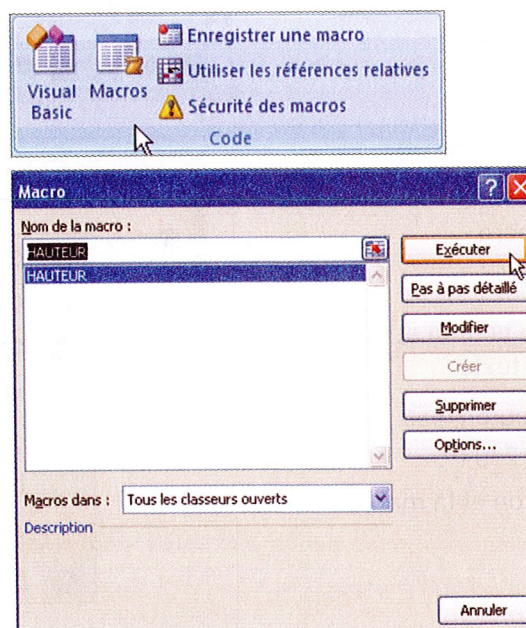 Visual Basic
Macros
Enregistrer une macro
Utiliser les références relatives
Sécurité des macros
Code
Macro
Nom de la macro :
HAUTEUR
HAUTEUR
Exécuter
Pas à pas détaillé
Modifier
Créer
Supprimer
Options...
Macros dans : Tous les classeurs ouverts
Description
Annuler